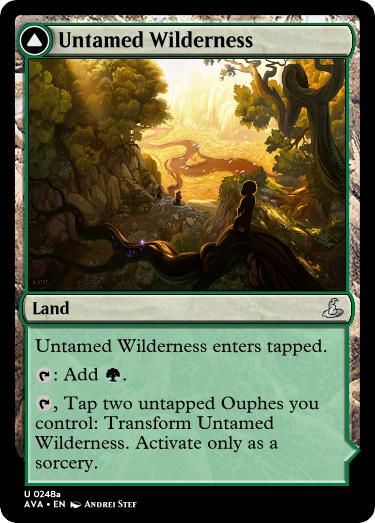 Untamed Wilderness
A. STEF
Land
Untamed Wilderness enters tapped.
: Add .
, Tap two untapped Ouphes you
control: Transform Untamed
Wilderness. Activate only as a
sorcery.
U 0248a
AVA • EN Andrei Stef